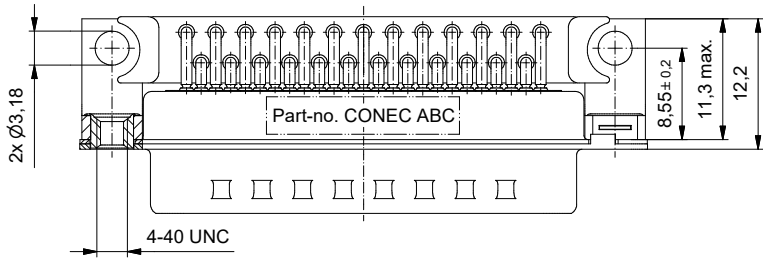 2x Ø3,18
Part-no. CONEC ABC
8,55± 0,2
11,3 max.
12,2
4-40 UNC